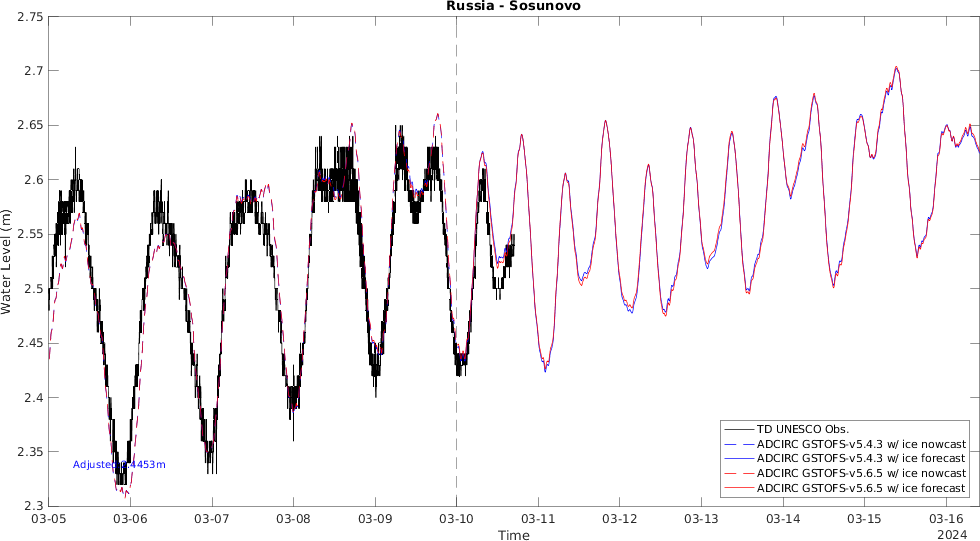 Russia - Sosunovo
2.75
2.7
2.65
2.6
2.55
2.5
2.45
2.4
2.35
2.3
Water Level (m)
TD UNESCO Obs.
ADCIRC GSTOFS-v5.4.3 w/ ice nowcast
ADCIRC GSTOFS-v5.4.3 w/ ice forecast
ADCIRC GSTOFS-v5.6.5 w/ ice nowcast
ADCIRC GSTOFS-v5.6.5 w/ ice forecast
03-05 03-06 03-07 03-08 03-09 03-10 03-11 03-12 03-13 03-14 03-15 03-16
Time
2024